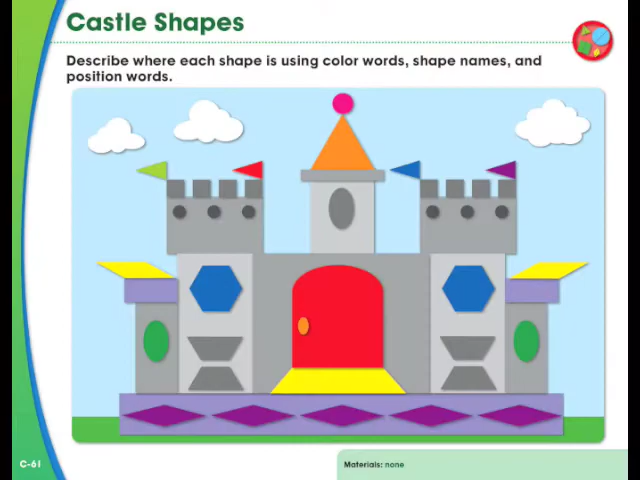 Castle Shapes
Describe where each shape is using color words, shape names, and
position words.
C-61
Materials: none